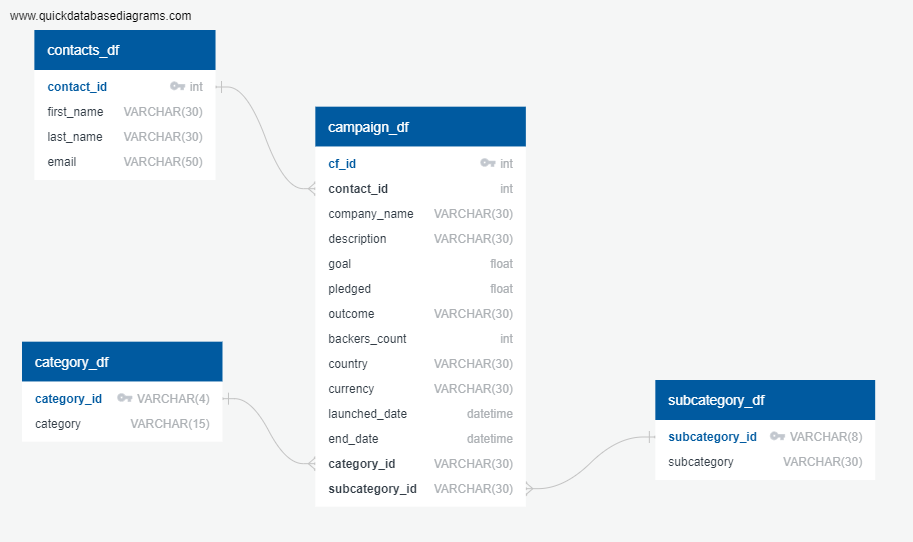 www.quickdatabasediagrams.com
contacts_df
contact_id int
first_name VARCHAR(30)
last_name VARCHAR(30)
email VARCHAR(50)
campaign_df
cf_id int
contact_id int
company_name VARCHAR(30)
description VARCHAR(30)
goal float
pledged float
outcome VARCHAR(30)
backers_count int
country VARCHAR(30)
currency VARCHAR(30)
launched_date datetime
end_date datetime
category_id VARCHAR(30)
subcategory_id VARCHAR(30)
category_df
category_id VARCHAR(4)
category VARCHAR(15)
subcategory_df
subcategory_id VARCHAR(8)
subcategory VARCHAR(30)